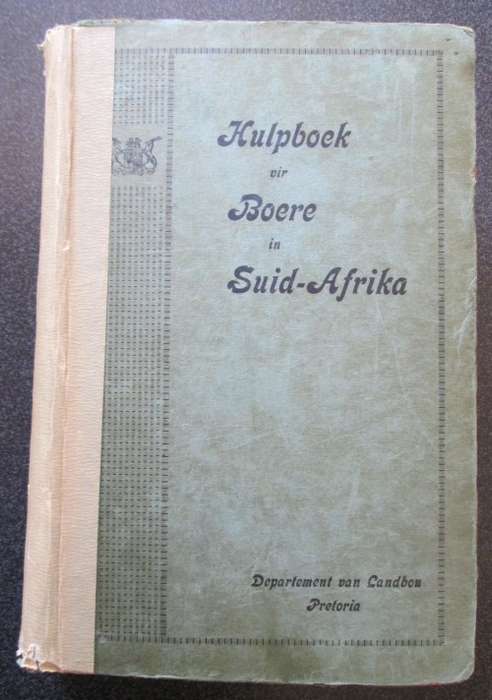 Hulpboek
vir
Boere
in
Suid-Afrika
Departement van Landbou
Pretoria